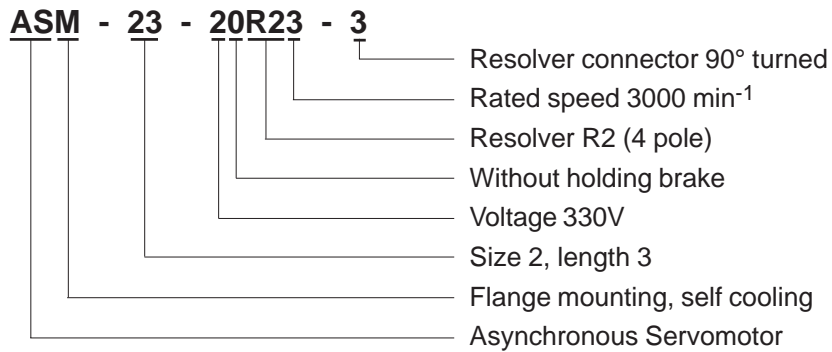 ASM - 23 - 20R23 - 3
Resolver connector 90° turned
Rated speed 3000 min-1
Resolver R2 (4 pole)
Without holding brake
Voltage 330V
Size 2, length 3
Flange mounting, self cooling
Asynchronous Servomotor